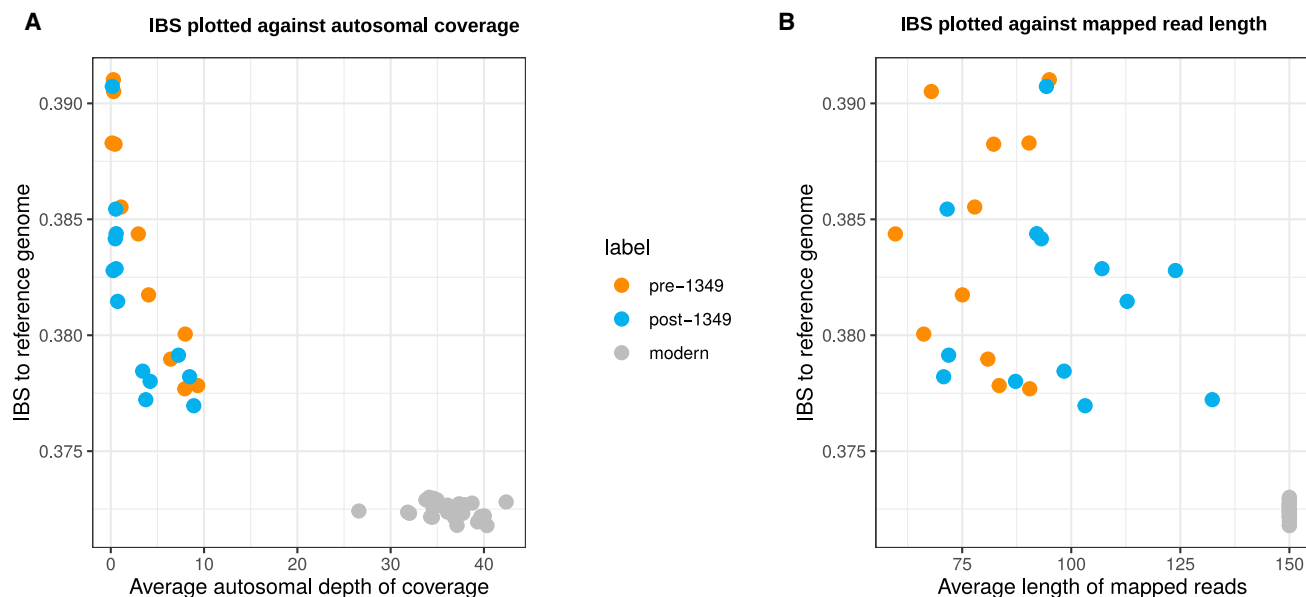 A
IBS plotted against autosomal coverage
IBS to reference genome
0.390
0.385
0.380
0.375
0
10
20
30
40
Average autosomal depth of coverage
label
pre−1349
post−1349
modern
B
IBS plotted against mapped read length
IBS to reference genome
0.390
0.385
0.380
0.375
75
100
125
150
Average length of mapped reads